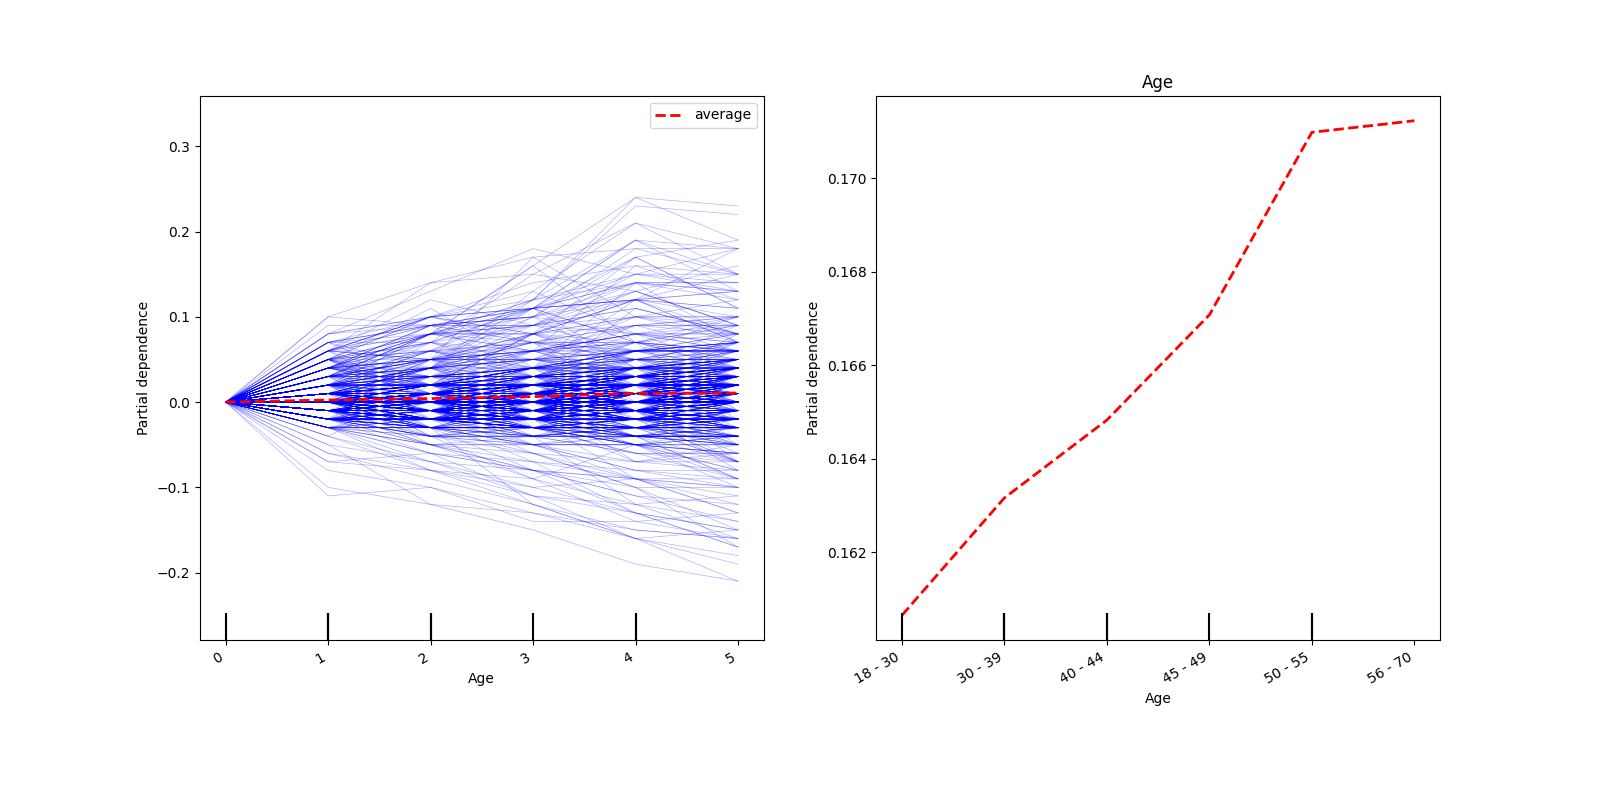 average
0.3
0.2
0.1
0.0
−0.1
−0.2
Partial dependence
0
1
2
3
4
5
Age
Age
0.170
0.168
0.166
0.164
0.162
Partial dependence
18 - 30
30 - 39
40 - 44
45 - 49
50 - 55
56 - 70
Age